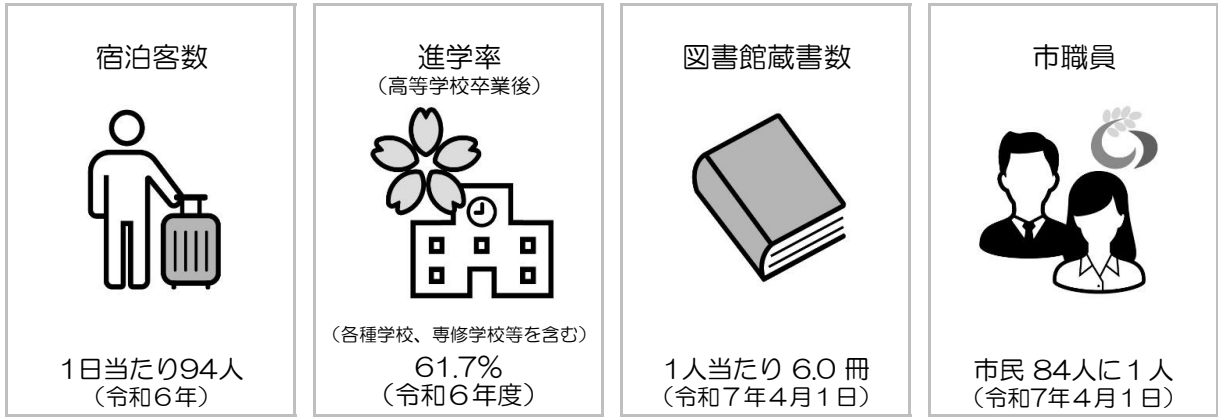 宿泊客数
1日当たり94人
（令和６年）
進学率
（高等学校卒業後）
（各種学校、専修学校等を含む）
61.7%
（令和６年度）
図書館蔵書数
1人当たり 6.0 冊
（令和７年４月１日）
市職員
市民 84人に１人
（令和7年４月１日）